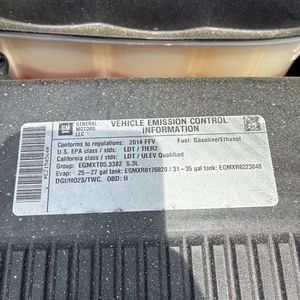 GM
GENERAL MOTORS LLC
VEHICLE EMISSION CONTROL INFORMATION
Conforms to regulations: 2014 FFV Fuel: Gasoline/Ethanol
U.S. EPA class / stds: LDT / TIER2
California class / stds: LDT / ULEV Qualified
Group: EGMXT05.3382 5.3L
Evap: 25 - 27 gal tank: EGMXR0176820 / 31 - 35 gal tank: EGMXR0223840
DGI/HO2S/TWC, OBD: II